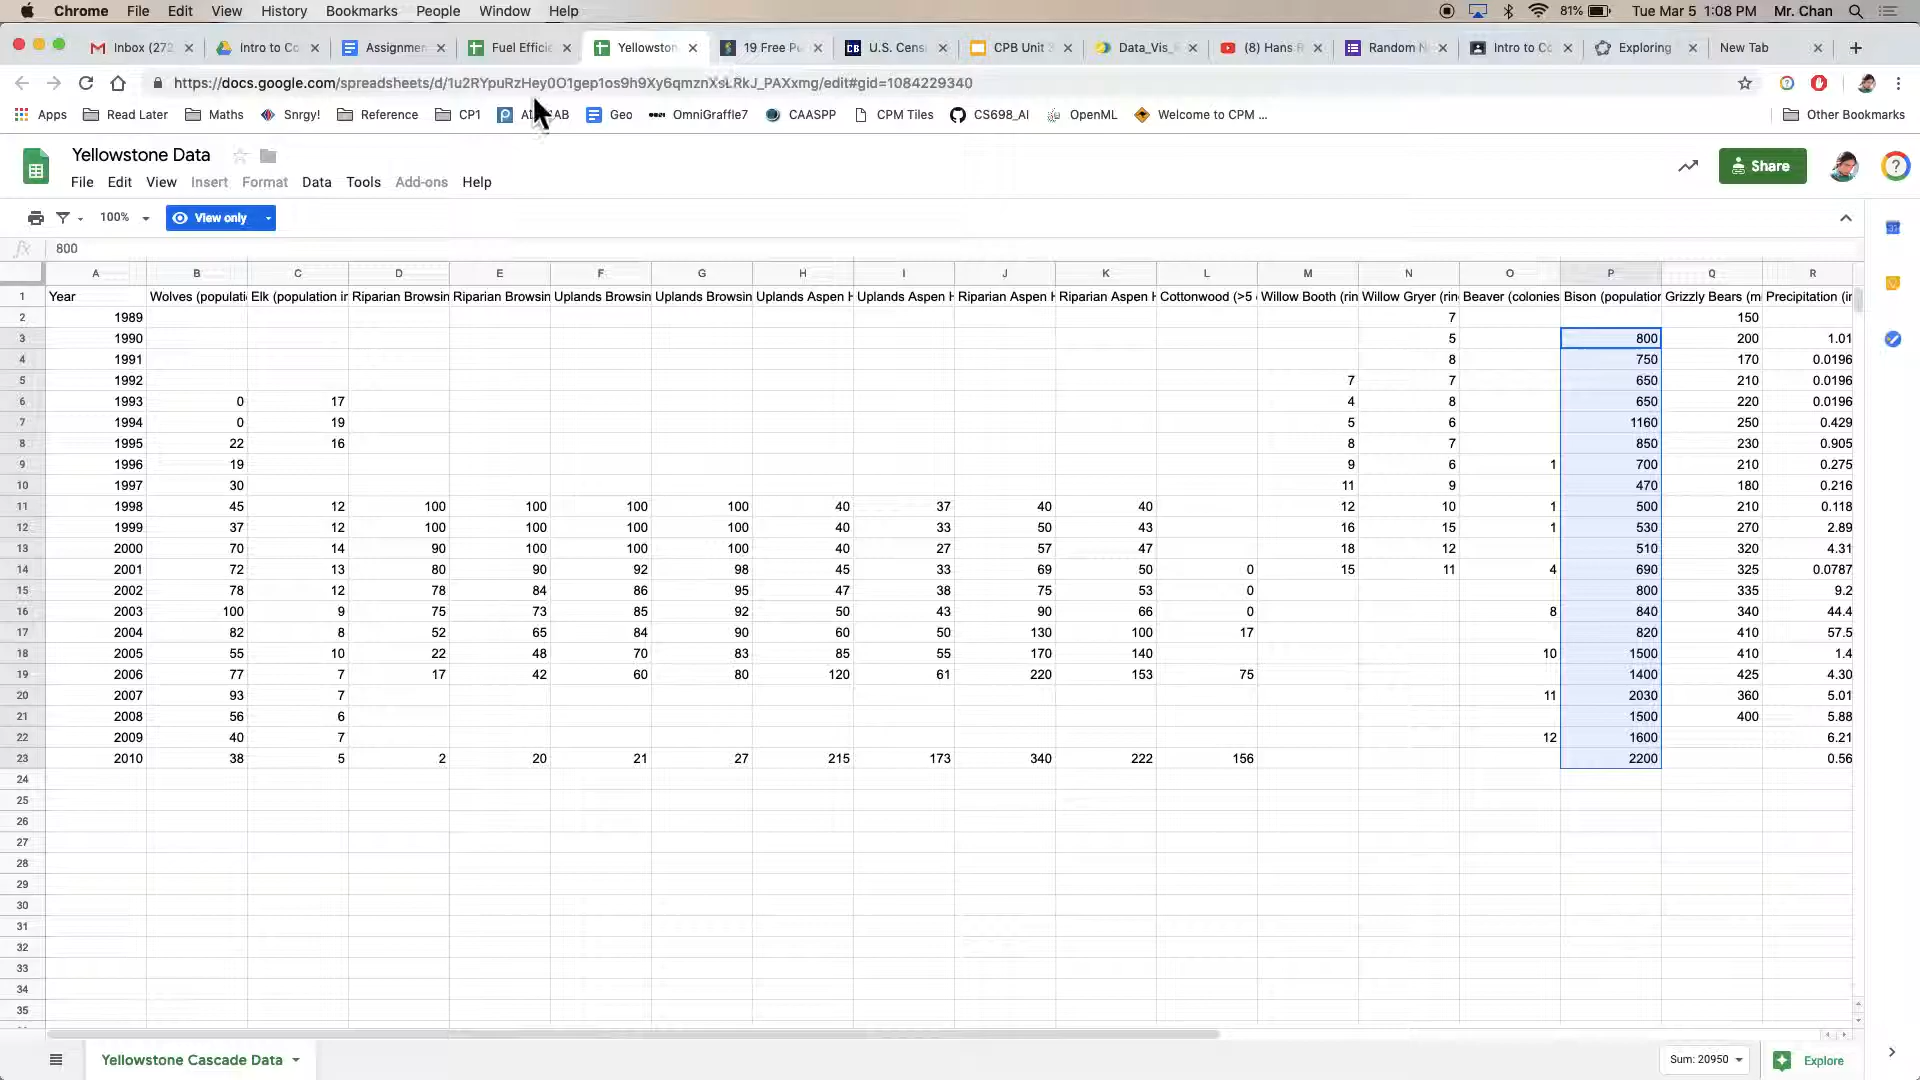 Chrome File Edit View History Bookmarks People Window Help 81% Tue Mar 5 1:08 PM Mr. Chan
Inbox (272 Intro to Co Assignmen Fuel Efficie Yellowston 19 Free Pu U.S. Cens CPB Unit 3 Data_Vis_ (8) Hans R Random N Intro to Co Exploring New Tab
https://docs.google.com/spreadsheets/d/1u2RYpuRzHey0O1gep1os9h9Xy6qmznXsLRkJ_PAXxmg/edit#gid=1084229340
Apps Read Later Maths Snrgy! Reference CP1 AB Geo OmniGraffle7 CAASPP CPM Tiles CS698_AI OpenML Welcome to CPM ... Other Bookmarks
Yellowstone Data
Share
File Edit View Insert Format Data Tools Add-ons Help
100% View only
fx 800
A B C D E F G H I J K L M N O P Q R
1 Year Wolves (populati Elk (population in Riparian Browsin Riparian Browsin Uplands Browsin Uplands Browsin Uplands Aspen H Uplands Aspen H Riparian Aspen H Riparian Aspen H Cottonwood (>5 Willow Booth (rin Willow Gryer (rin Beaver (colonies Bison (population Grizzly Bears (m Precipitation (in
2 1989 7 150
3 1990 5 800 200 1.01
4 1991 8 750 170 0.0196
5 1992 7 7 650 210 0.0196
6 1993 0 17 4 8 650 220 0.0196
7 1994 0 19 5 6 1160 250 0.429
8 1995 22 16 8 7 850 230 0.905
9 1996 19 9 6 1 700 210 0.275
10 1997 30 11 9 470 180 0.216
11 1998 45 12 100 100 100 100 40 37 40 40 12 10 1 500 210 0.118
12 1999 37 12 100 100 100 100 40 33 50 43 16 15 1 530 270 2.89
13 2000 70 14 90 100 100 100 40 27 57 47 18 12 510 320 4.31
14 2001 72 13 80 90 92 98 45 33 69 50 0 15 11 4 690 325 0.0787
15 2002 78 12 78 84 86 95 47 38 75 53 0 800 335 9.2
16 2003 100 9 75 73 85 92 50 43 90 66 0 8 840 340 44.4
17 2004 82 8 52 65 84 90 60 50 130 100 17 820 410 57.5
18 2005 55 10 22 48 70 83 85 55 170 140 10 1500 410 1.4
19 2006 77 7 17 42 60 80 120 61 220 153 75 1400 425 4.30
20 2007 93 7 11 2030 360 5.01
21 2008 56 6 1500 400 5.88
22 2009 40 7 12 1600 6.21
23 2010 38 5 2 20 21 27 215 173 340 222 156 2200 0.56
24
25
26
27
28
29
30
31
32
33
34
35
Yellowstone Cascade Data Sum: 20950 Explore